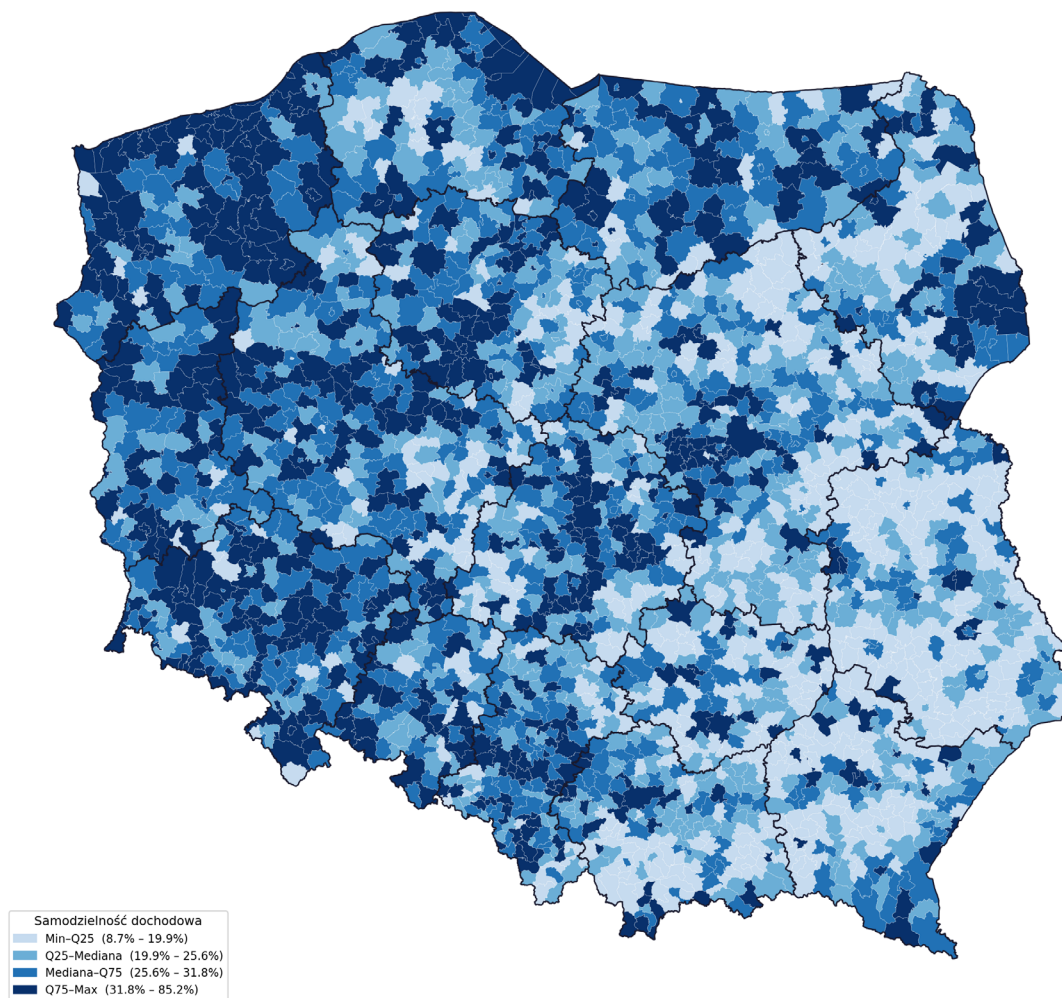 Samodzielność dochodowa
Min–Q25  (8.7% – 19.9%)
Q25–Mediana  (19.9% – 25.6%)
Mediana–Q75  (25.6% – 31.8%)
Q75–Max  (31.8% – 85.2%)